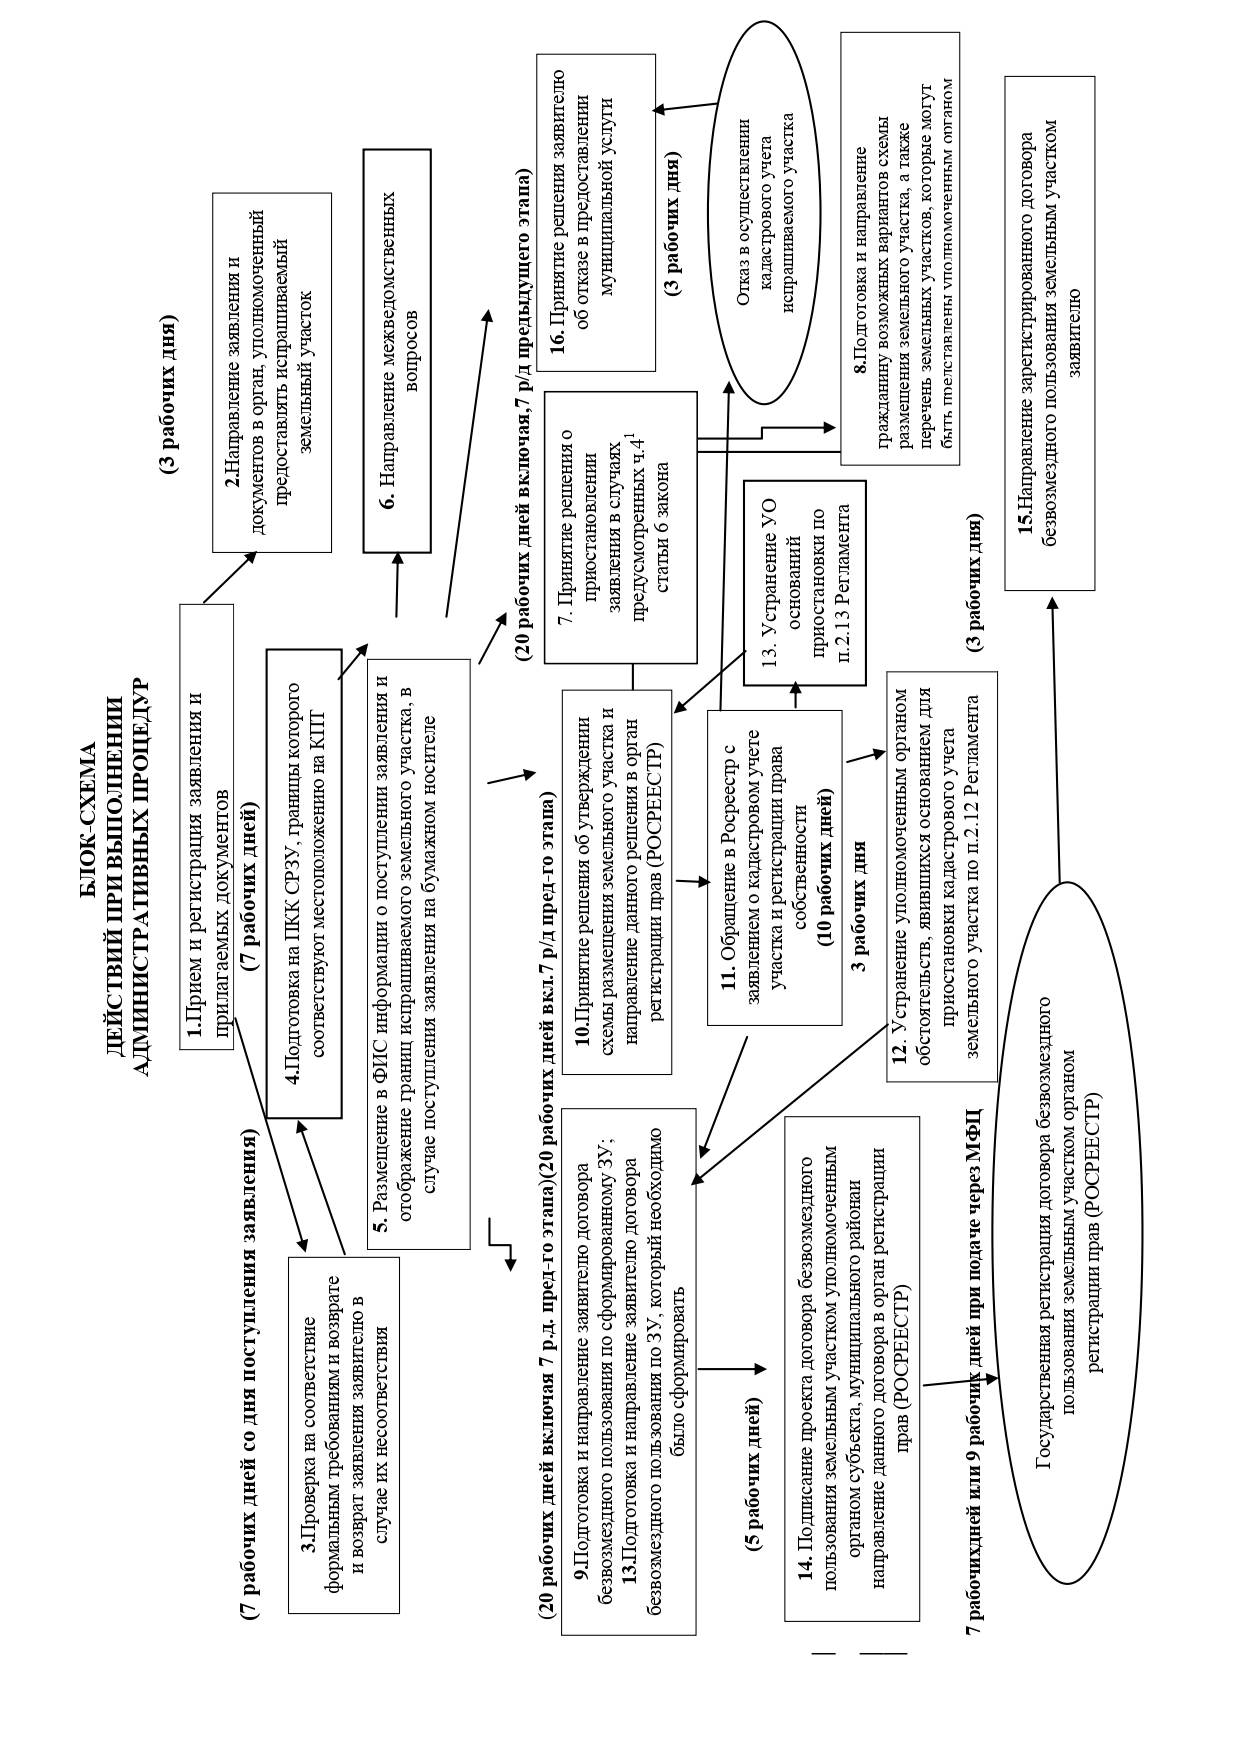 БЛОК-СХЕМА
ДЕЙСТВИЙ ПРИ ВЫПОЛНЕНИИ
АДМИНИСТРАТИВНЫХ ПРОЦЕДУР
(3 рабочих дня)
1.Прием и регистрация заявления и
прилагаемых документов
2.Направление заявления и
документов в орган, уполномоченный
предоставлять испрашиваемый
земельный участок
(7 рабочих дней со дня поступления заявления)
(7 рабочих дней)
3.Проверка на соответствие
формальным требованиям и возврате
и возврат заявления заявителю в
случае их несоответствия
4.Подготовка на ПКК СРЗУ, границы которого
соответствуют местоположению на КПТ
5. Размещение в ФИС информации о поступлении заявления и
отображение границ испрашиваемого земельного участка, в
случае поступления заявления на бумажном носителе
6. Направление межведомственных
вопросов
(20 рабочих дней включая 7 р.д. пред-го этапа)(20 рабочих дней вкл.7 р/д пред-го этапа)
(20 рабочих дней включая,7 р/д предыдущего этапа)
9.Подготовка и направление заявителю договора
безвозмездного пользования по сформированному ЗУ;
13.Подготовка и направление заявителю договора
безвозмездного пользования по ЗУ, который необходимо
было сформировать
10.Принятие решения об утверждении
схемы размещения земельного участка и
направление данного решения в орган
регистрации прав (РОСРЕЕСТР)
7. Принятие решения о
приостановлении
заявления в случаях
предусмотренных ч.4¹
статьи 6 закона
16. Принятие решения заявителю
об отказе в предоставлении
муниципальной услуги
(3 рабочих дня)
11. Обращение в Росреестр с
заявлением о кадастровом учете
участка и регистрации права
собственности
(10 рабочих дней)
13. Устранение УО
оснований
приостановки по
п.2.13 Регламента
Отказ в осуществлении
кадастрового учета
испрашиваемого участка
(5 рабочих дней)
14. Подписание проекта договора безвозмездного
пользования земельным участком уполномоченным
органом субъекта, муниципального районаи
направление данного договора в орган регистрации
прав (РОСРЕЕСТР)
3 рабочих дня
12. Устранение уполномоченным органом
обстоятельств, явившихся основанием для
приостановки кадастрового учета
земельного участка по п.2.12 Регламента
8.Подготовка и направление
гражданину возможных вариантов схемы
размещения земельного участка, а также
перечень земельных участков, которые могут
быть представлены уполномоченным органом
7 рабочихдней или 9 рабочих дней при подаче через МФЦ
(3 рабочих дня)
Государственная регистрация договора безвозмездного
пользования земельным участком органом
регистрации прав (РОСРЕЕСТР)
15.Направление зарегистрированного договора
безвозмездного пользования земельным участком
заявителю